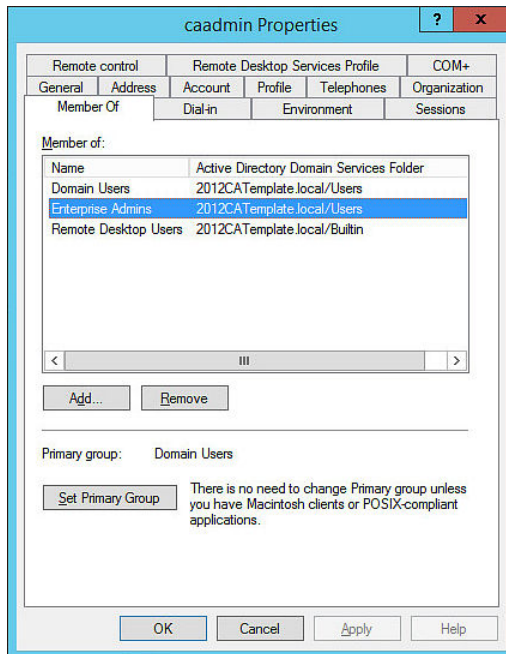 caadmin Properties
?
x
Remote control
Remote Desktop Services Profile
COM+
General
Address
Account
Profile
Telephones
Organization
Member Of
Dial-in
Environment
Sessions
Member of:
Name
Active Directory Domain Services Folder
Domain Users
2012CATemplate.local/Users
Enterprise Admins
2012CATemplate.local/Users
Remote Desktop Users
2012CATemplate.local/Builtin
Add...
Remove
Primary group:
Domain Users
Set Primary Group
There is no need to change Primary group unless
you have Macintosh clients or POSIX-compliant
applications.
OK
Cancel
Apply
Help